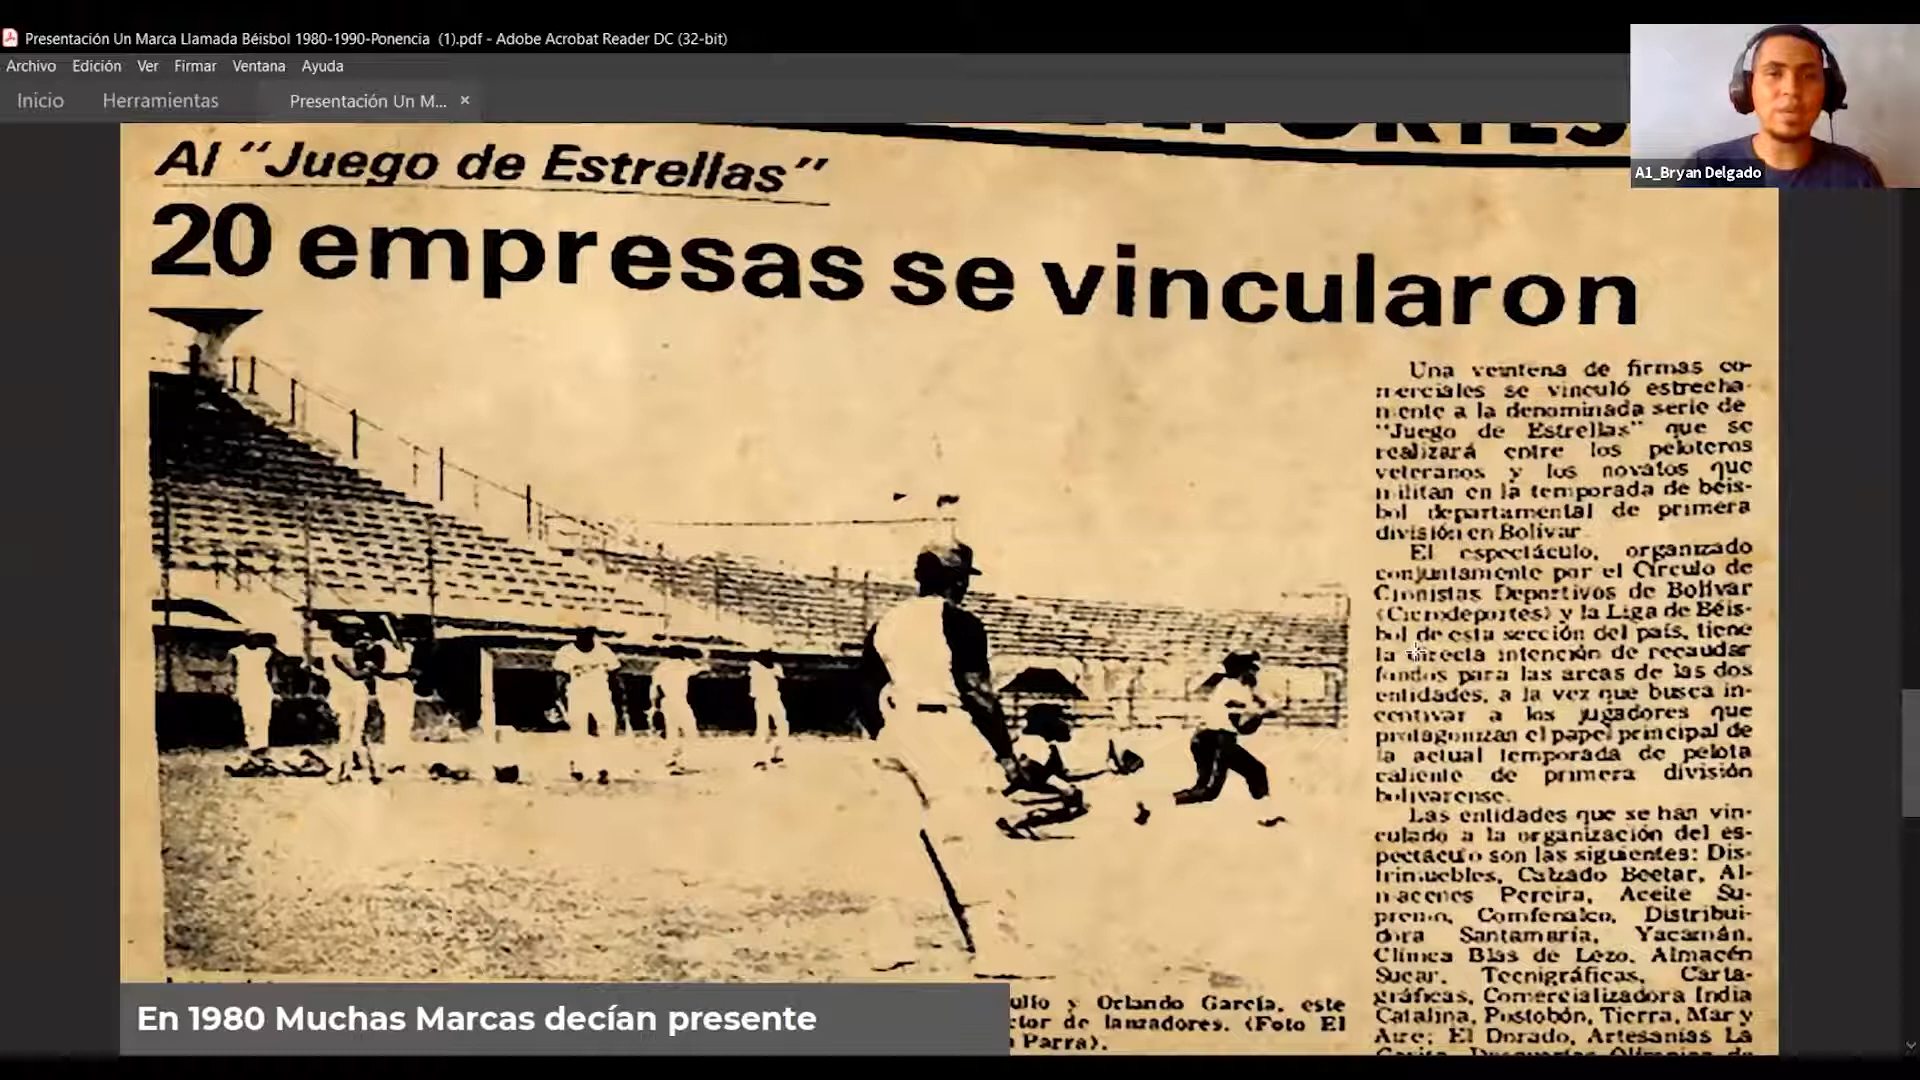 Presentación Un Marca Llamada Béisbol 1980-1990-Ponencia (1).pdf - Adobe Acrobat Reader DC (32-bit)
Archivo Edición Ver Firmar Ventana Ayuda
Inicio Herramientas Presentación Un M... ×
A1_Bryan Delgado
Al "Juego de Estrellas"
20 empresas se vincularon
Una veintena de firmas co-
merciales se vinculó estrecha-
mente a la denominada serie de
"Juego de Estrellas" que se
realizará entre los peloteros
veteranos y los novatos que
militan en la temporada de béis-
bol departamental de primera
división en Bolívar
El espectáculo, organizado
conjuntamente por el Círculo de
Cronistas Deportivos de Bolívar
(Cicrodeportes) y la Liga de Béis-
bol de esta sección del país, tiene
la directa intención de recaudar
fondos para las arcas de las dos
entidades, a la vez que busca in-
centivar a los jugadores que
protagonizan el papel principal de
la actual temporada de pelota
caliente de primera división
bolivarense.
Las entidades que se han vin-
culado a la organización del es-
pectáculo son las siguientes: Dis-
trimuebles, Calzado Beetar, Al-
macenes Pereira, Aceite Su-
premo, Comfenalco, Distribui-
dora Santamaría, Yacamán,
Clínica Blas de Lezo, Almacén
Sucar, Tecnigráficas, Carta-
gráficas, Comercializadora India
Catalina, Postobón, Tierra, Mar y
Aire; El Dorado, Artesanías La
ulio y Orlando García, este
ctor de lanzadores. (Foto El
Parra).
En 1980 Muchas Marcas decían presente